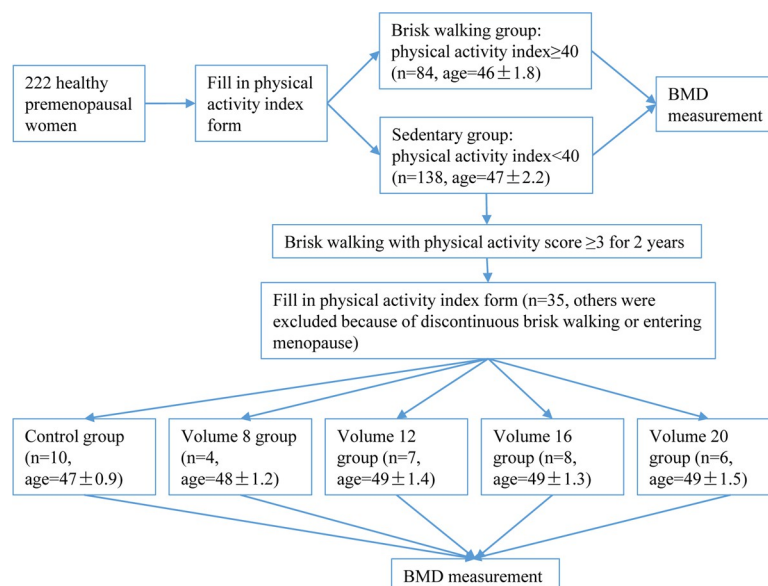 222 healthy
premenopausal
women
Fill in physical
activity index
form
Brisk walking group:
physical activity index≥40
(n=84, age=46±1.8)
Sedentary group:
physical activity index<40
(n=138, age=47±2.2)
BMD
measurement
Brisk walking with physical activity score ≥3 for 2 years
Fill in physical activity index form (n=35, others were
excluded because of discontinuous brisk walking or entering
menopause)
Control group
(n=10,
age=47±0.9)
Volume 8 group
(n=4,
age=48±1.2)
Volume 12
group (n=7,
age=49±1.4)
Volume 16
group (n=8,
age=49±1.3)
Volume 20
group (n=6,
age=49±1.5)
BMD measurement